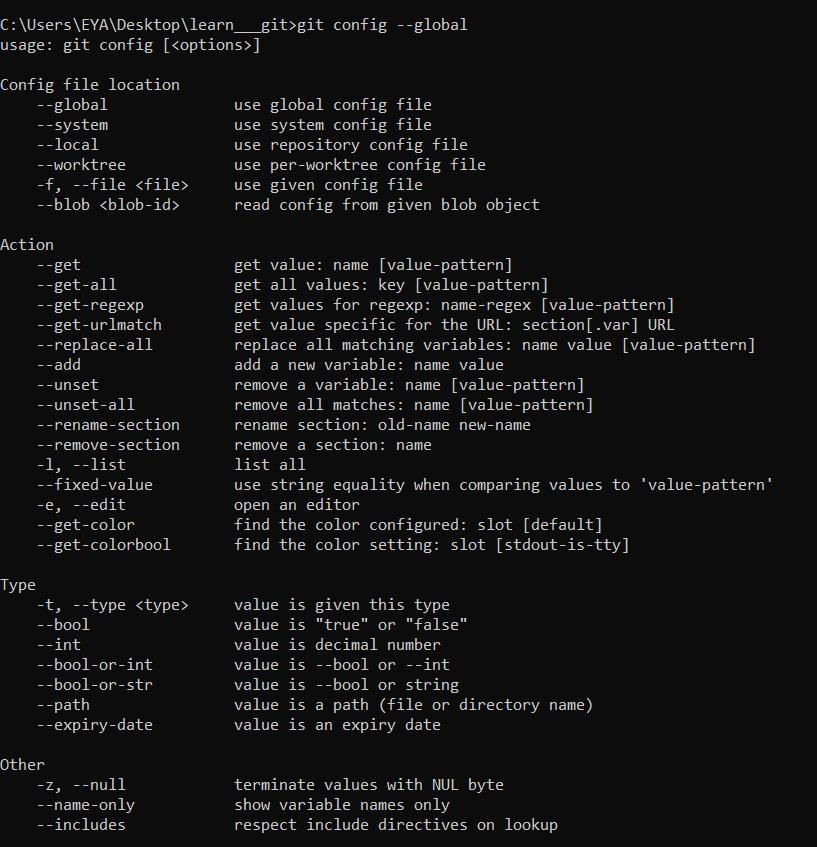 C:\Users\EYA\Desktop\learn___git>git config --global
usage: git config [<options>]

Config file location
    --global              use global config file
    --system              use system config file
    --local               use repository config file
    --worktree            use per-worktree config file
    -f, --file <file>     use given config file
    --blob <blob-id>      read config from given blob object

Action
    --get                 get value: name [value-pattern]
    --get-all             get all values: key [value-pattern]
    --get-regexp          get values for regexp: name-regex [value-pattern]
    --get-urlmatch        get value specific for the URL: section[.var] URL
    --replace-all         replace all matching variables: name value [value-pattern]
    --add                 add a new variable: name value
    --unset               remove a variable: name [value-pattern]
    --unset-all           remove all matches: name [value-pattern]
    --rename-section      rename section: old-name new-name
    --remove-section      remove a section: name
    -l, --list            list all
    --fixed-value         use string equality when comparing values to 'value-pattern'
    -e, --edit            open an editor
    --get-color           find the color configured: slot [default]
    --get-colorbool       find the color setting: slot [stdout-is-tty]

Type
    -t, --type <type>     value is given this type
    --bool                value is "true" or "false"
    --int                 value is decimal number
    --bool-or-int         value is --bool or --int
    --bool-or-str         value is --bool or string
    --path                value is a path (file or directory name)
    --expiry-date         value is an expiry date

Other
    -z, --null            terminate values with NUL byte
    --name-only           show variable names only
    --includes            respect include directives on lookup